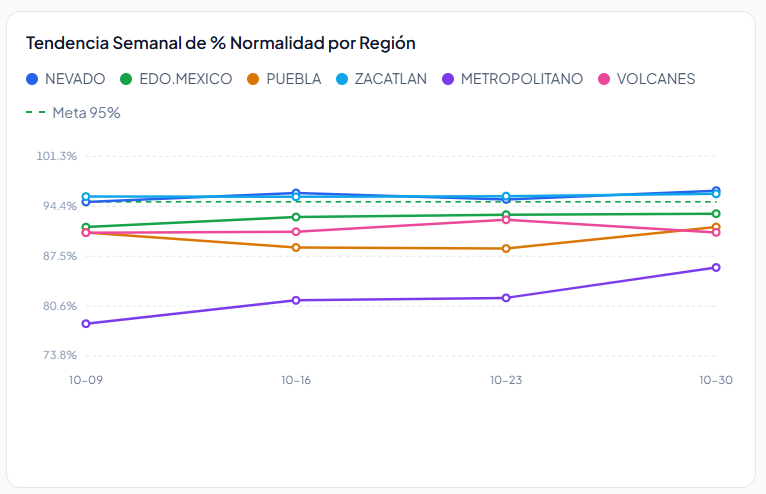 Tendencia Semanal de % Normalidad por Región
NEVADO EDO.MEXICO PUEBLA ZACATLAN METROPOLITANO VOLCANES
Meta 95%
101.3%
94.4%
87.5%
80.6%
73.8%
10-09 10-16 10-23 10-30